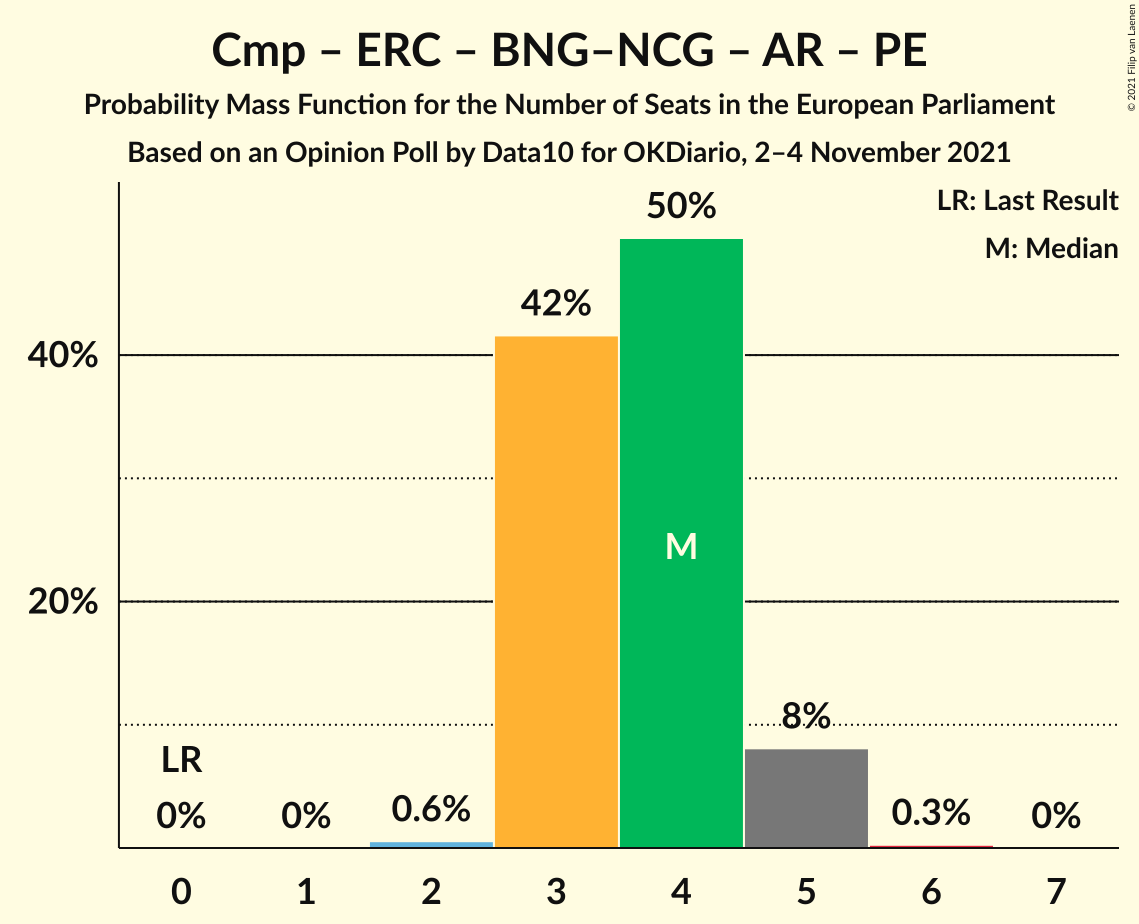 Cmp – ERC – BNG–NCG – AR – PE
Probability Mass Function for the Number of Seats in the European Parliament
Based on an Opinion Poll by Data10 for OKDiario, 2–4 November 2021
© 2021 Filip van Laenen
LR: Last Result
M: Median
50%
42%
40%
M
20%
8%
LR
0%
0%
0.6%
0.3%
0%
0 1 2 3 4 5 6 7